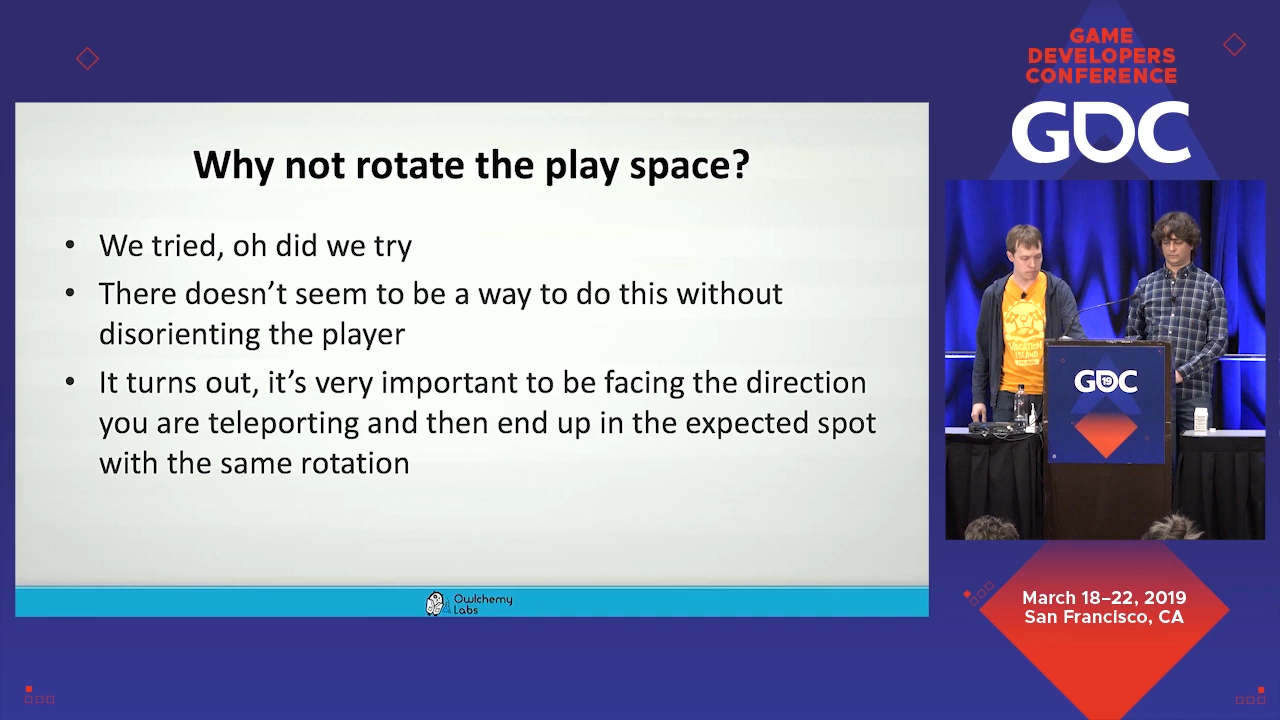 GAME
DEVELOPERS
CONFERENCE
GDC
Why not rotate the play space?
• We tried, oh did we try
• There doesn’t seem to be a way to do this without
disorienting the player
• It turns out, it’s very important to be facing the direction
you are teleporting and then end up in the expected spot
with the same rotation
Owlchemy
Labs
VACATION
ISLAND
GDC
19
March 18–22, 2019
San Francisco, CA